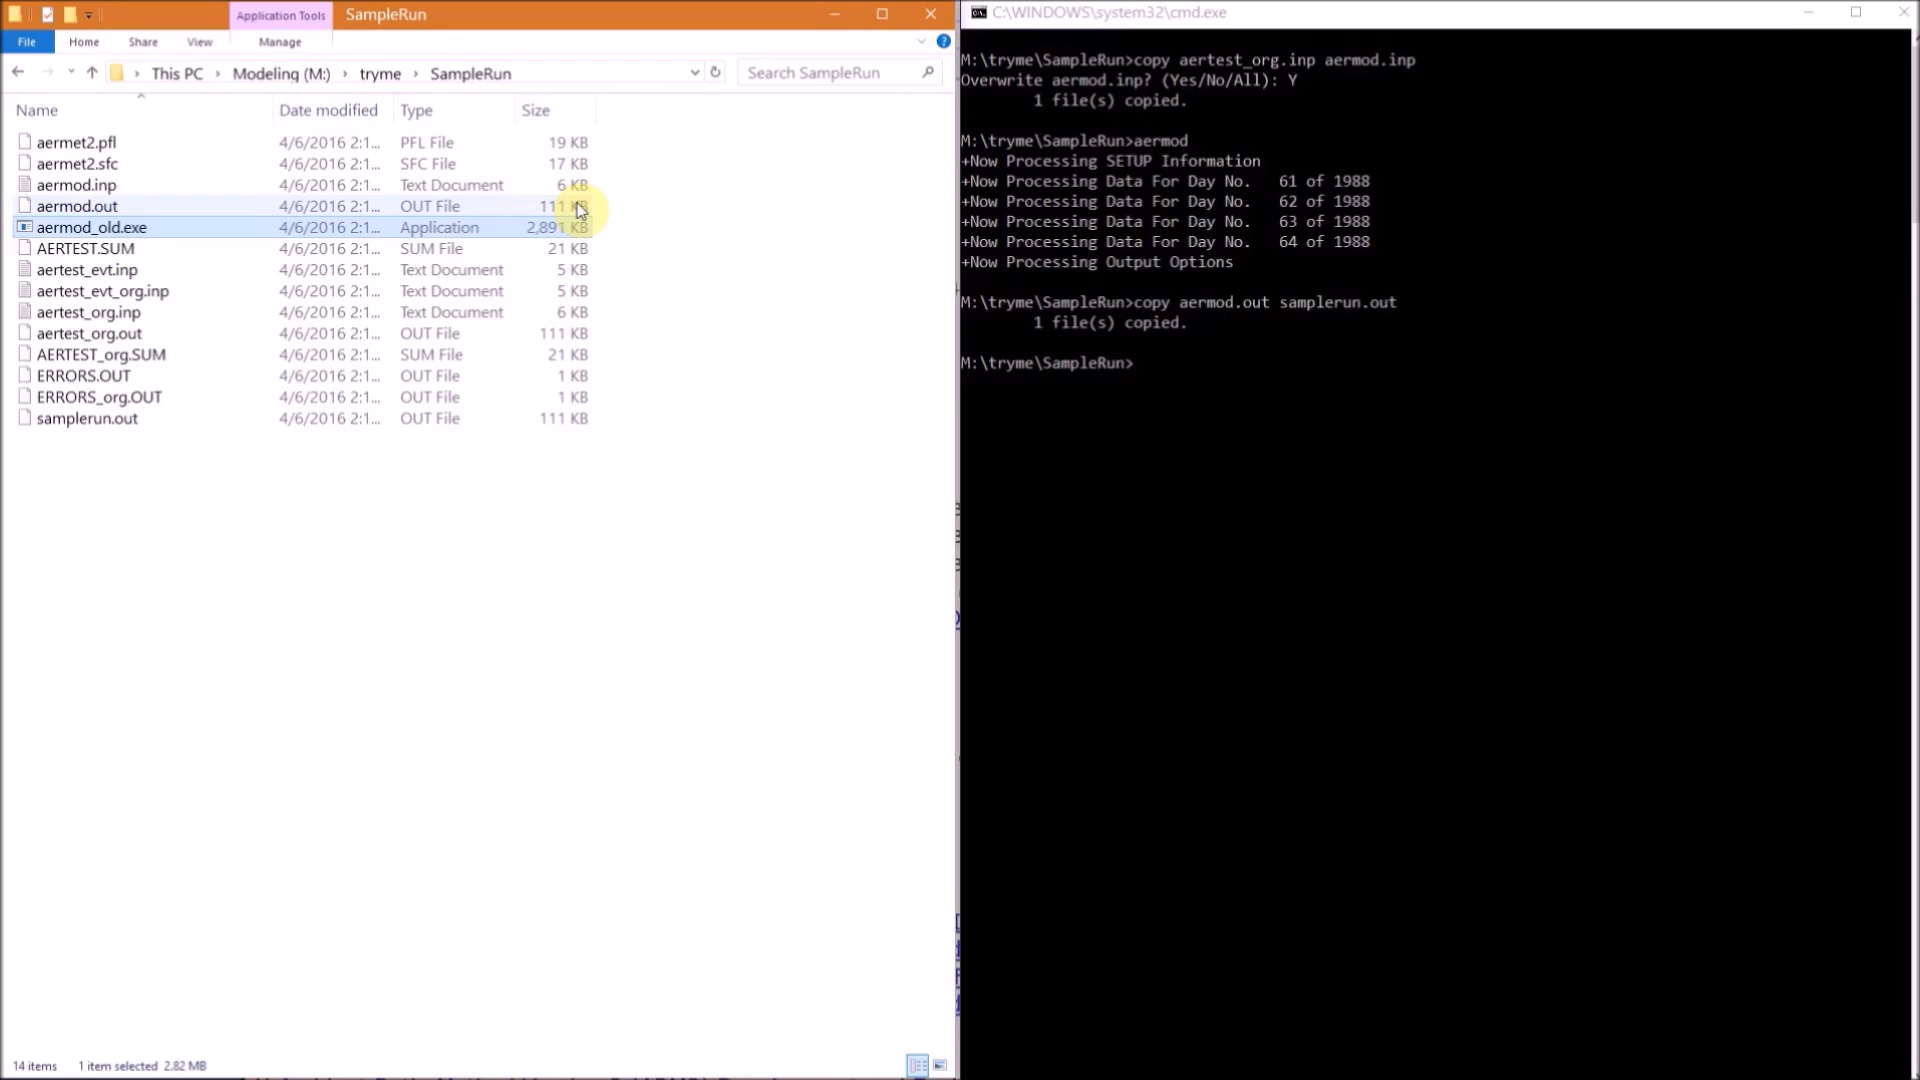 Application Tools SampleRun
File Home Share View Manage
This PC > Modeling (M:) > tryme > SampleRun Search SampleRun
Name Date modified Type Size
aermet2.pfl 4/6/2016 2:1... PFL File 19 KB
aermet2.sfc 4/6/2016 2:1... SFC File 17 KB
aermod.inp 4/6/2016 2:1... Text Document 6 KB
aermod.out 4/6/2016 2:1... OUT File 111 KB
aermod_old.exe 4/6/2016 2:1... Application 2,891 KB
AERTEST.SUM 4/6/2016 2:1... SUM File 21 KB
aertest_evt.inp 4/6/2016 2:1... Text Document 5 KB
aertest_evt_org.inp 4/6/2016 2:1... Text Document 5 KB
aertest_org.inp 4/6/2016 2:1... Text Document 6 KB
aertest_org.out 4/6/2016 2:1... OUT File 111 KB
AERTEST_org.SUM 4/6/2016 2:1... SUM File 21 KB
ERRORS.OUT 4/6/2016 2:1... OUT File 1 KB
ERRORS_org.OUT 4/6/2016 2:1... OUT File 1 KB
samplerun.out 4/6/2016 2:1... OUT File 111 KB
14 items 1 item selected 2.82 MB
C:\WINDOWS\system32\cmd.exe
M:\tryme\SampleRun>copy aertest_org.inp aermod.inp
Overwrite aermod.inp? (Yes/No/All): Y
1 file(s) copied.
M:\tryme\SampleRun>aermod
+Now Processing SETUP Information
+Now Processing Data For Day No. 61 of 1988
+Now Processing Data For Day No. 62 of 1988
+Now Processing Data For Day No. 63 of 1988
+Now Processing Data For Day No. 64 of 1988
+Now Processing Output Options
M:\tryme\SampleRun>copy aermod.out samplerun.out
1 file(s) copied.
M:\tryme\SampleRun>